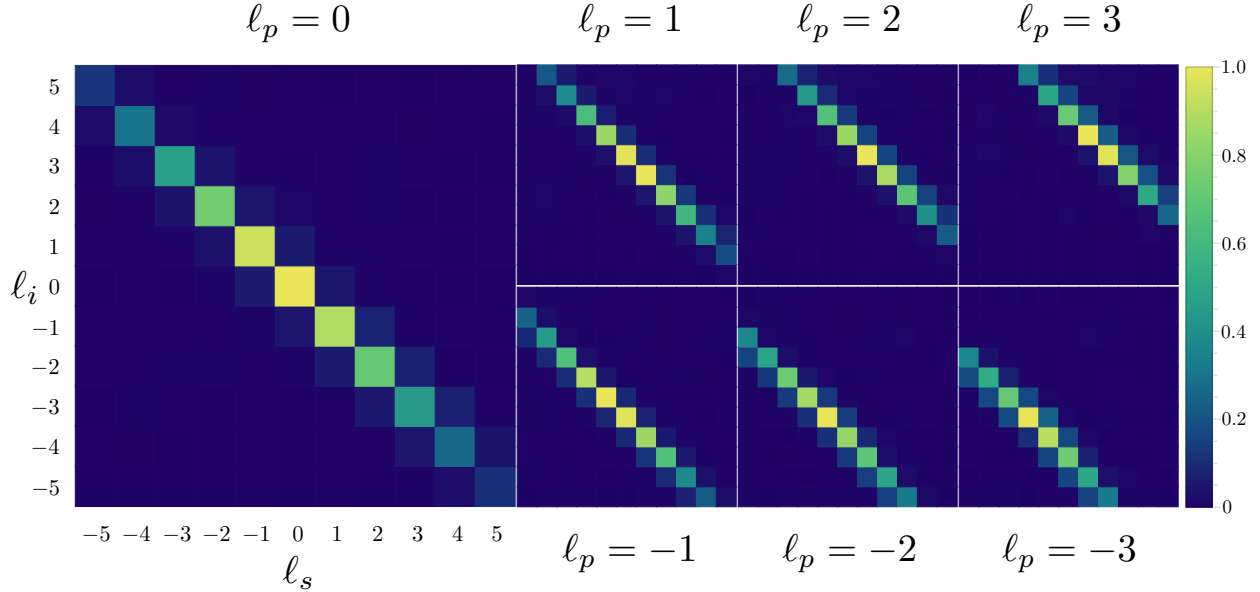 ℓp = 0
ℓp = 1
ℓp = 2
ℓp = 3
5
4
3
2
1
0
−1
−2
−3
−4
−5
ℓi
−5 −4 −3 −2 −1 0 1 2 3 4 5
ℓs
ℓp = −1
ℓp = −2
ℓp = −3
1.0
0.8
0.6
0.4
0.2
0